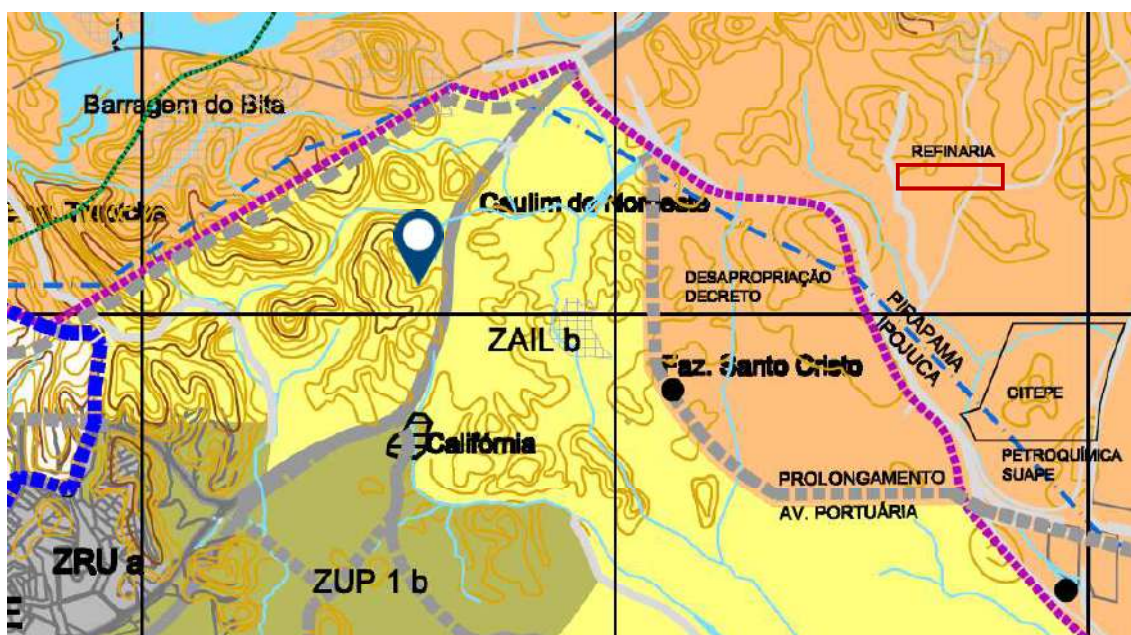 Barragem do Bita
REFINARIA
Caulim do Nordeste
DESAPROPRIAÇÃO
DECRETO
PIRAPAMA
IPOJUCA
ZAIL b
Faz. Santo Cristo
CITEPE
Califórnia
PETROQUÍMICA
SUAPE
PROLONGAMENTO
AV. PORTUÁRIA
ZRU a
ZUP 1 b
E